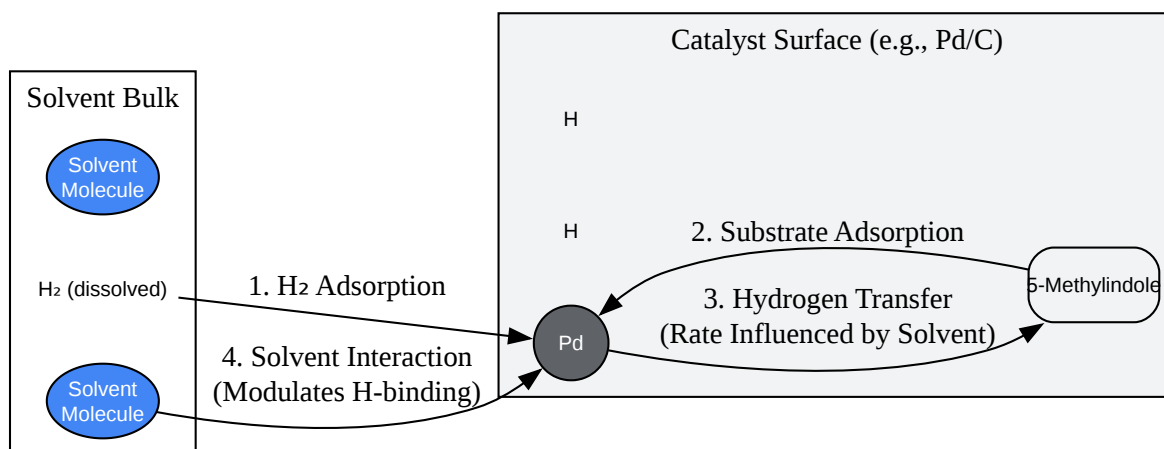 Catalyst Surface (e.g., Pd/C)
Solvent Bulk
Solvent
Molecule
H
H
H₂ (dissolved)
1. H₂ Adsorption
2. Substrate Adsorption
5-Methylindole
3. Hydrogen Transfer
(Rate Influenced by Solvent)
Pd
4. Solvent Interaction
(Modulates H-binding)
Solvent
Molecule